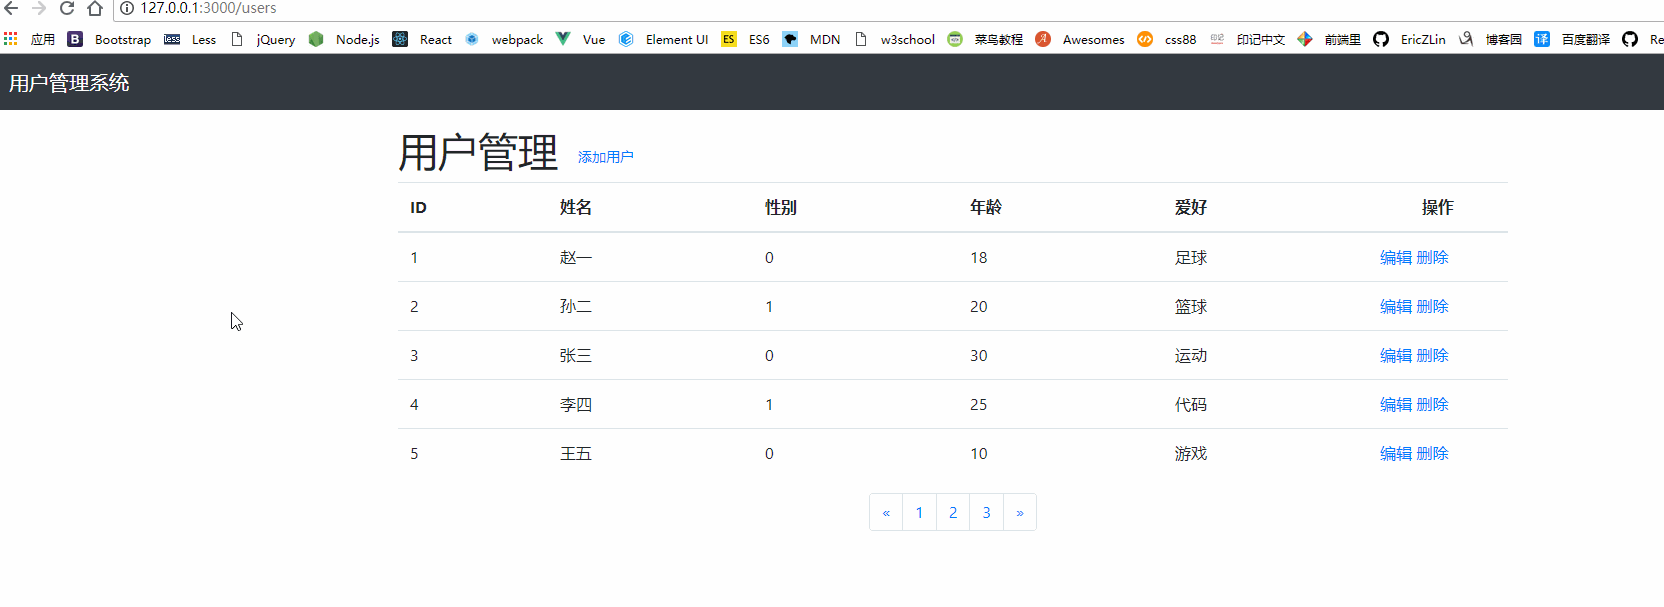 127.0.0.1:3000/users
应用 Bootstrap less Less jQuery Node.js React webpack Vue Element UI ES ES6 MDN w3school 菜鸟教程 Awesomes css88 印记中文 前端里 EricZLin 博客园 译 百度翻译 Re
用户管理系统
用户管理 添加用户
ID 姓名 性别 年龄 爱好 操作
1 赵一 0 18 足球 编辑 删除
2 孙二 1 20 篮球 编辑 删除
3 张三 0 30 运动 编辑 删除
4 李四 1 25 代码 编辑 删除
5 王五 0 10 游戏 编辑 删除
« 1 2 3 »